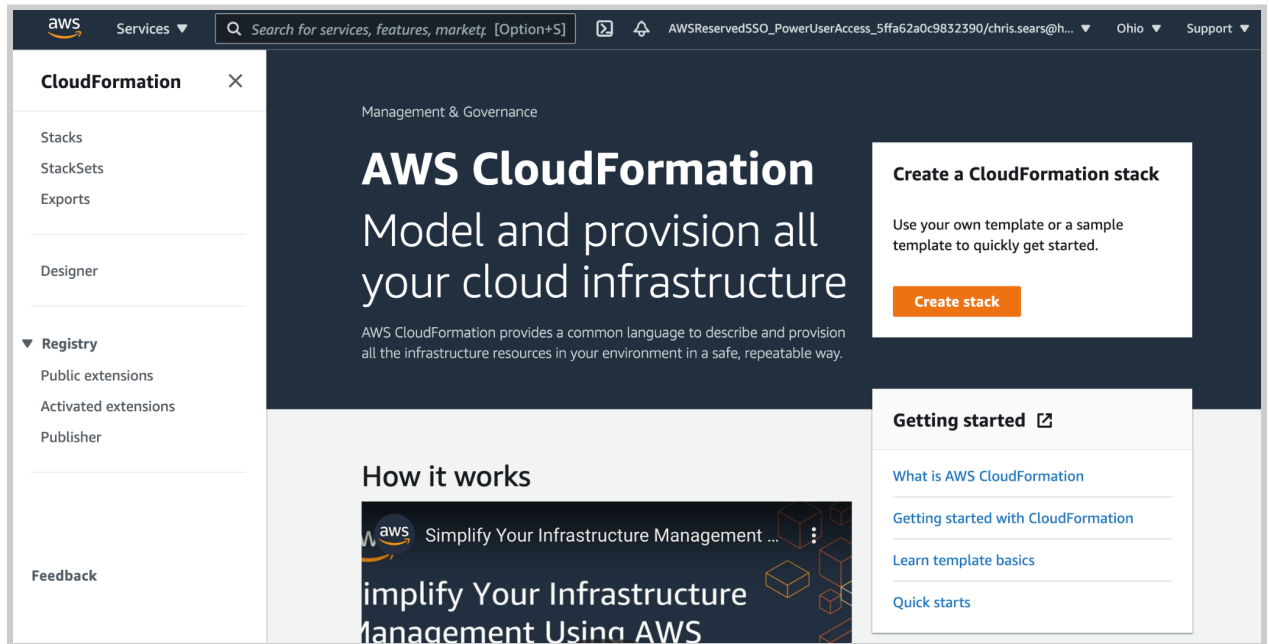 aws
Services ▼
Search for services, features, marketp [Option+S]
AWSReservedSSO_PowerUserAccess_5ffa62a0c9832390/chris.sears@h... ▼
Ohio ▼
Support ▼
CloudFormation
Stacks
StackSets
Exports
Designer
▼ Registry
Public extensions
Activated extensions
Publisher
Feedback
Management & Governance
AWS CloudFormation
Model and provision all
your cloud infrastructure
AWS CloudFormation provides a common language to describe and provision
all the infrastructure resources in your environment in a safe, repeatable way.
Create a CloudFormation stack
Use your own template or a sample
template to quickly get started.
Create stack
Getting started
What is AWS CloudFormation
Getting started with CloudFormation
Learn template basics
Quick starts
How it works
aws
Simplify Your Infrastructure Management ...
implify Your Infrastructure
Management Using AWS